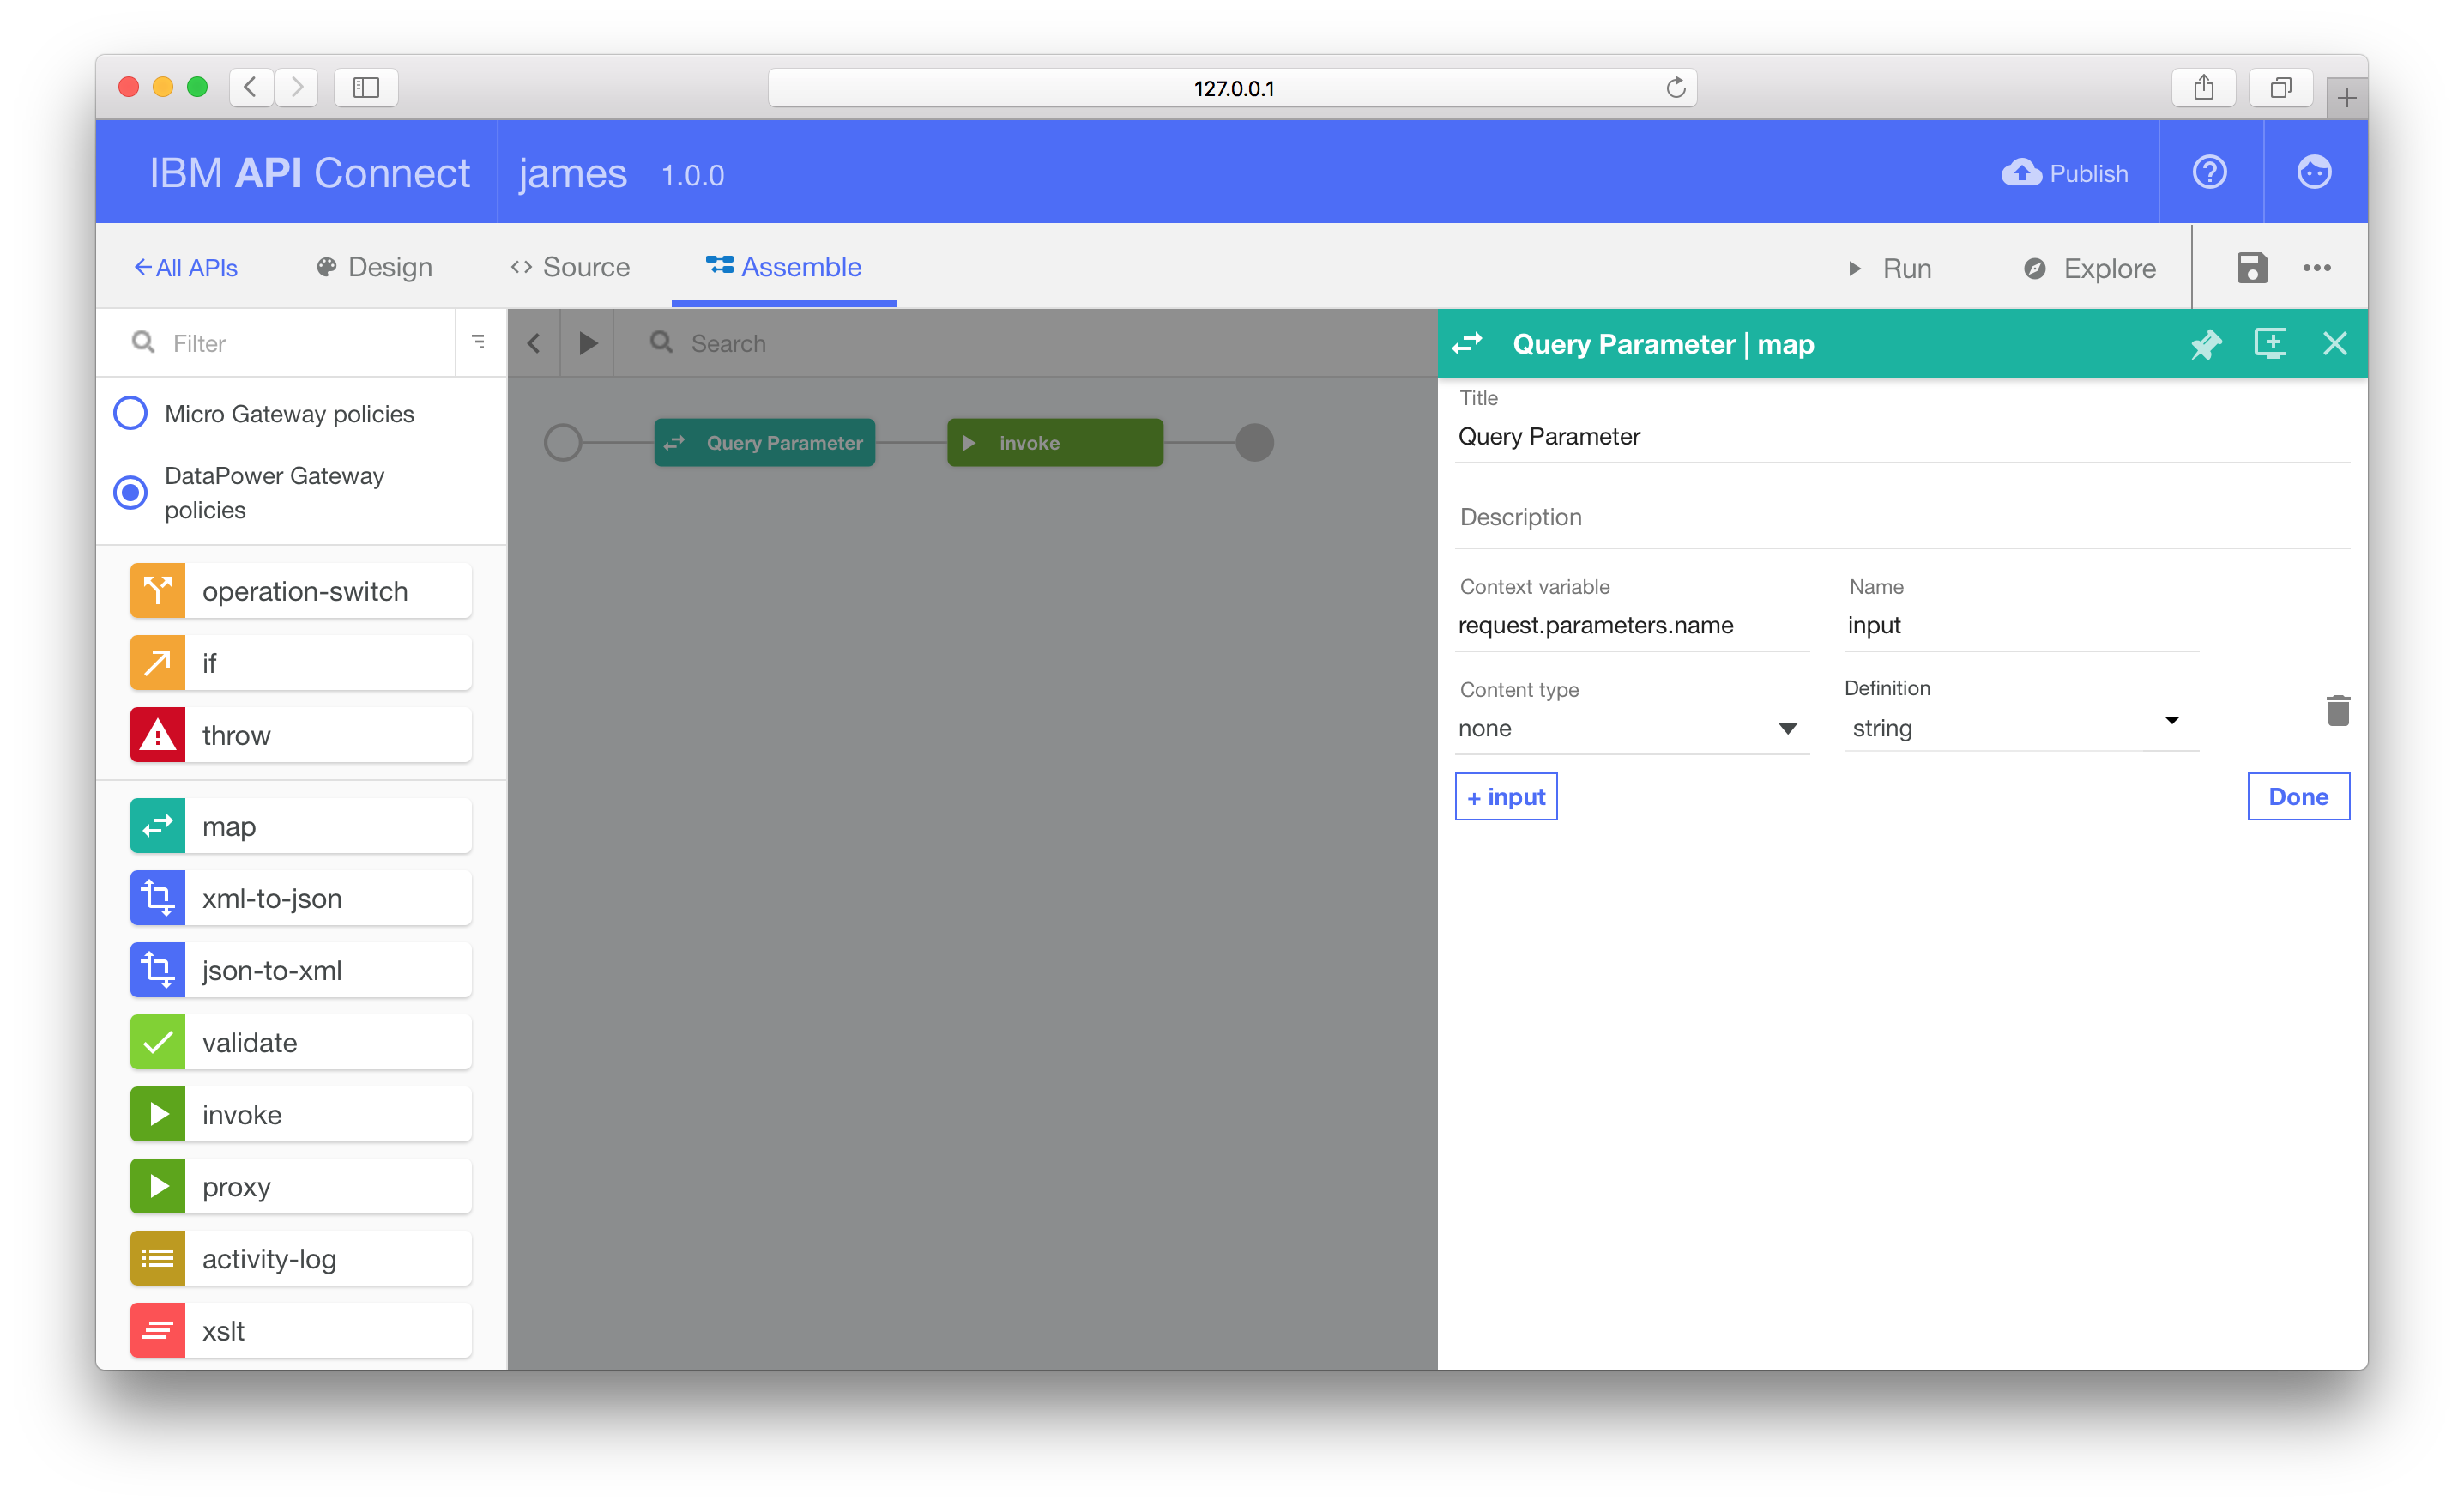 127.0.0.1
IBM API Connect james 1.0.0 Publish
All APIs Design Source Assemble Run Explore
Filter
Search
Query Parameter | map
Micro Gateway policies
DataPower Gateway
policies
operation-switch
if
throw
map
xml-to-json
json-to-xml
validate
invoke
proxy
activity-log
xslt
Query Parameter
invoke
Title
Query Parameter
Description
Context variable Name
request.parameters.name input
Content type Definition
none string
+ input Done